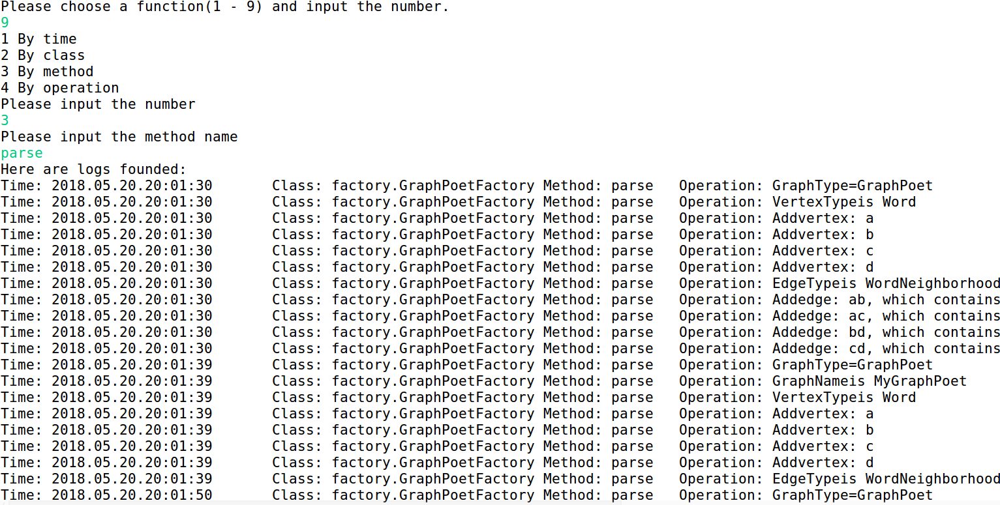 Please choose a function(1 - 9) and input the number.
9
1 By time
2 By class
3 By method
4 By operation
Please input the number
3
Please input the method name
parse
Here are logs founded:
Time: 2018.05.20.20:01:30 Class: factory.GraphPoetFactory Method: parse Operation: GraphType=GraphPoet
Time: 2018.05.20.20:01:30 Class: factory.GraphPoetFactory Method: parse Operation: VertexTypeis Word
Time: 2018.05.20.20:01:30 Class: factory.GraphPoetFactory Method: parse Operation: Addvertex: a
Time: 2018.05.20.20:01:30 Class: factory.GraphPoetFactory Method: parse Operation: Addvertex: b
Time: 2018.05.20.20:01:30 Class: factory.GraphPoetFactory Method: parse Operation: Addvertex: c
Time: 2018.05.20.20:01:30 Class: factory.GraphPoetFactory Method: parse Operation: Addvertex: d
Time: 2018.05.20.20:01:30 Class: factory.GraphPoetFactory Method: parse Operation: EdgeTypeis WordNeighborhood
Time: 2018.05.20.20:01:30 Class: factory.GraphPoetFactory Method: parse Operation: Addedge: ab, which contains
Time: 2018.05.20.20:01:30 Class: factory.GraphPoetFactory Method: parse Operation: Addedge: ac, which contains
Time: 2018.05.20.20:01:30 Class: factory.GraphPoetFactory Method: parse Operation: Addedge: bd, which contains
Time: 2018.05.20.20:01:30 Class: factory.GraphPoetFactory Method: parse Operation: Addedge: cd, which contains
Time: 2018.05.20.20:01:39 Class: factory.GraphPoetFactory Method: parse Operation: GraphType=GraphPoet
Time: 2018.05.20.20:01:39 Class: factory.GraphPoetFactory Method: parse Operation: GraphNameis MyGraphPoet
Time: 2018.05.20.20:01:39 Class: factory.GraphPoetFactory Method: parse Operation: VertexTypeis Word
Time: 2018.05.20.20:01:39 Class: factory.GraphPoetFactory Method: parse Operation: Addvertex: a
Time: 2018.05.20.20:01:39 Class: factory.GraphPoetFactory Method: parse Operation: Addvertex: b
Time: 2018.05.20.20:01:39 Class: factory.GraphPoetFactory Method: parse Operation: Addvertex: c
Time: 2018.05.20.20:01:39 Class: factory.GraphPoetFactory Method: parse Operation: Addvertex: d
Time: 2018.05.20.20:01:39 Class: factory.GraphPoetFactory Method: parse Operation: EdgeTypeis WordNeighborhood
Time: 2018.05.20.20:01:50 Class: factory.GraphPoetFactory Method: parse Operation: GraphType=GraphPoet